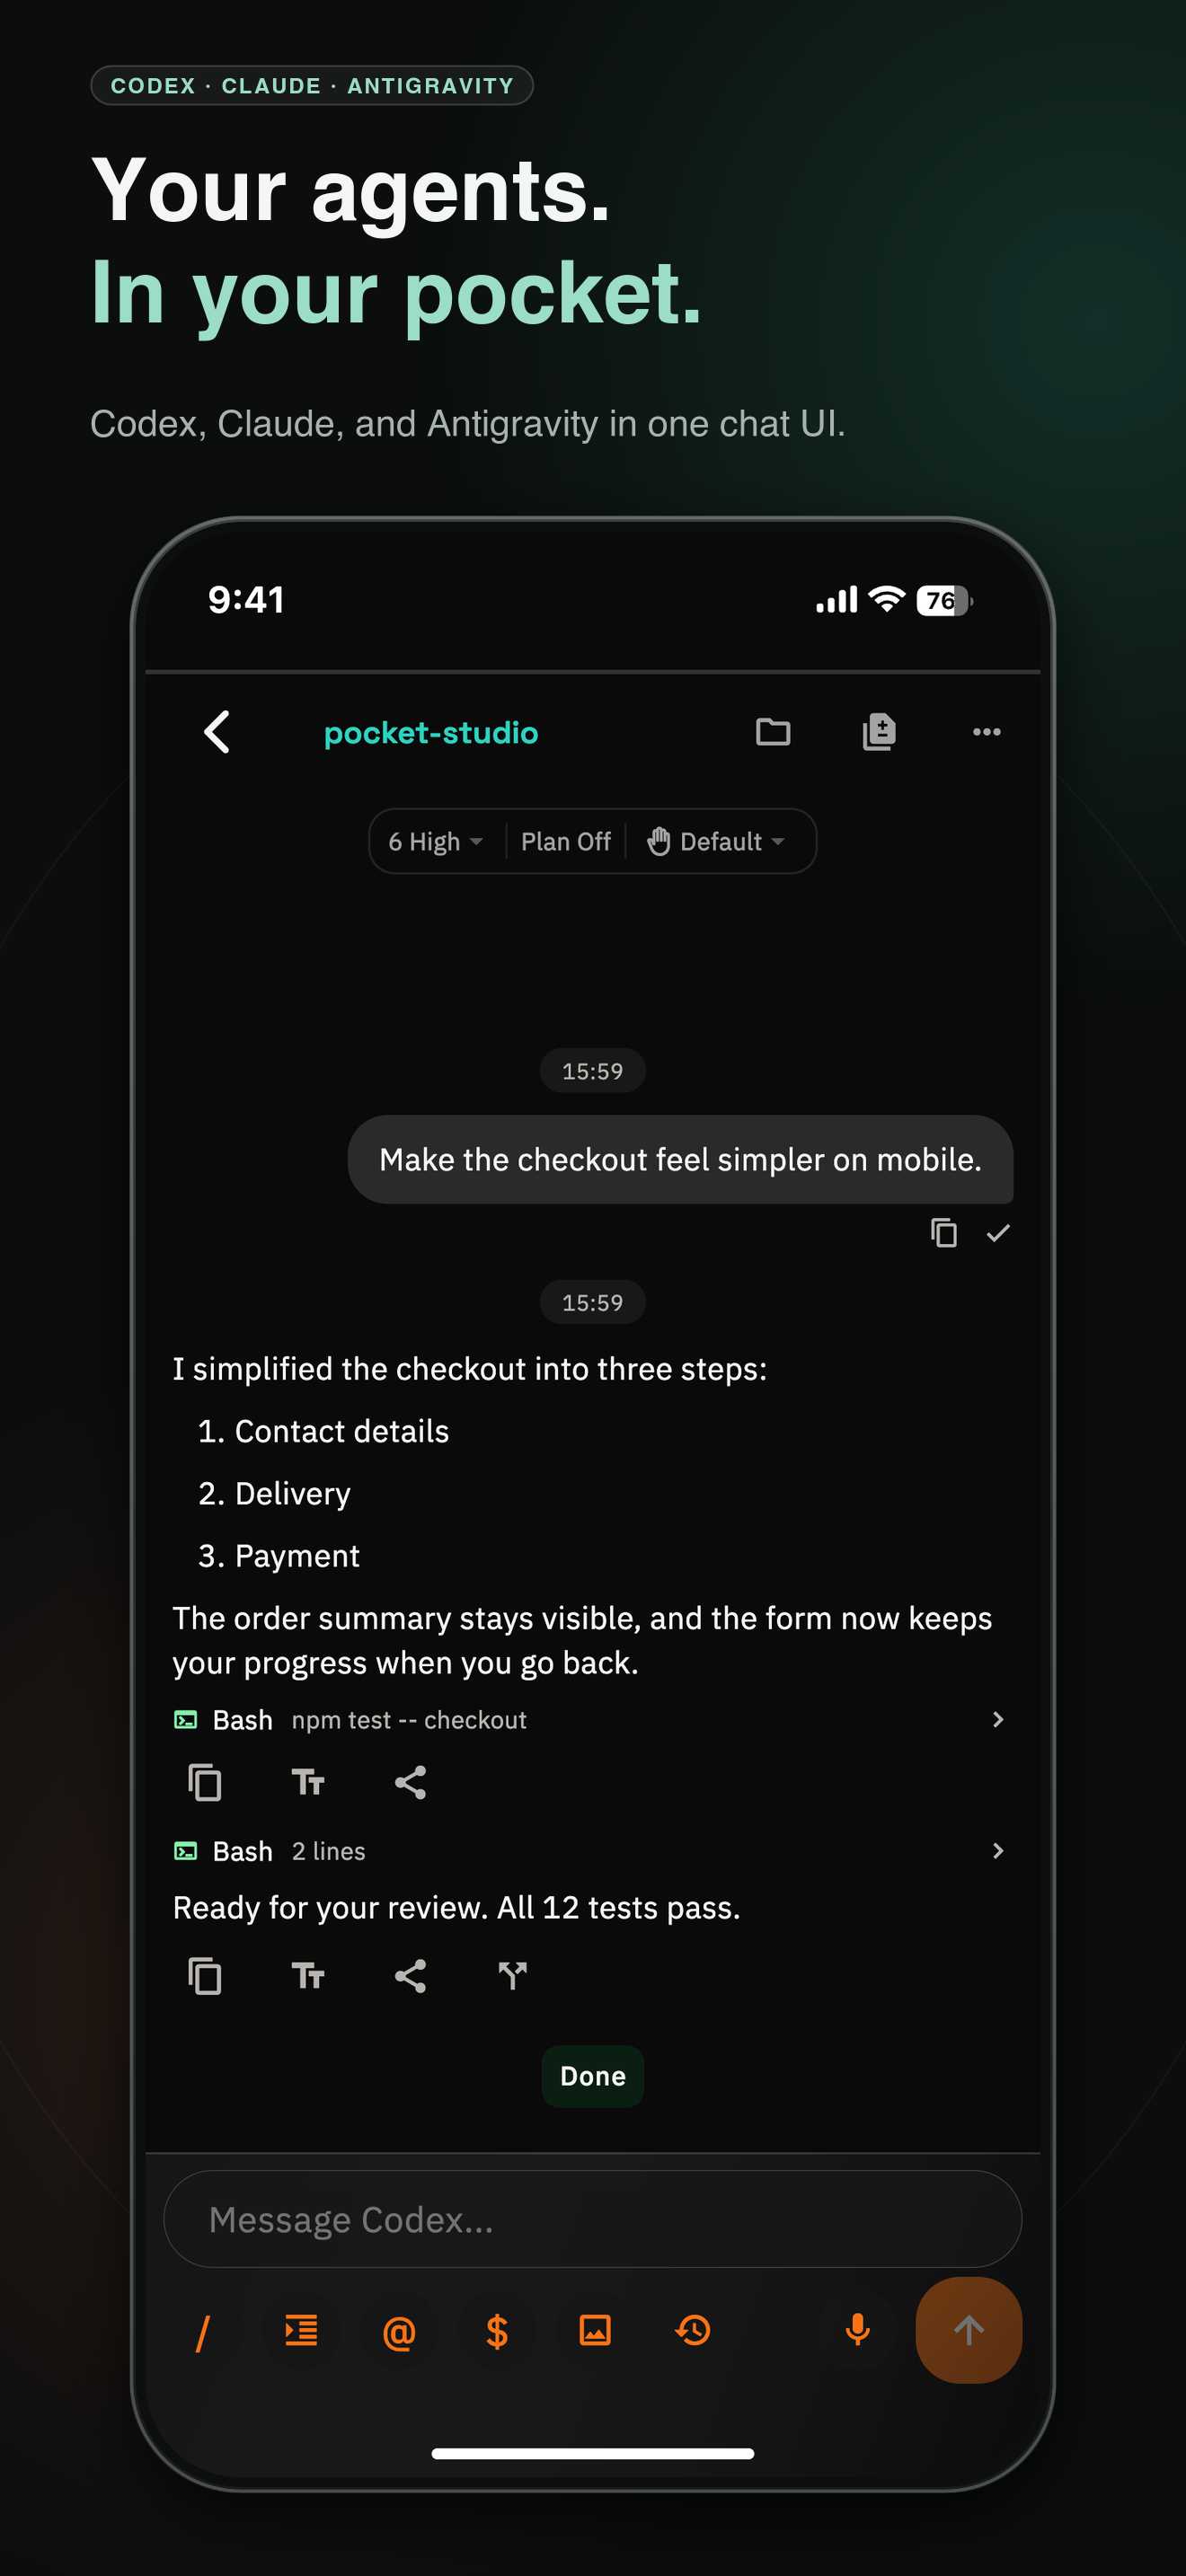 CODEX · CLAUDE · ANTIGRAVITY
Your agents.
In your pocket.
Codex, Claude, and Antigravity in one chat UI.
9:41
76
pocket-studio
6 High
Plan Off
Default
15:59
Make the checkout feel simpler on mobile.
15:59
I simplified the checkout into three steps:
1. Contact details
2. Delivery
3. Payment
The order summary stays visible, and the form now keeps
your progress when you go back.
Bash npm test -- checkout
Bash 2 lines
Ready for your review. All 12 tests pass.
Done
Message Codex...
/ @ $